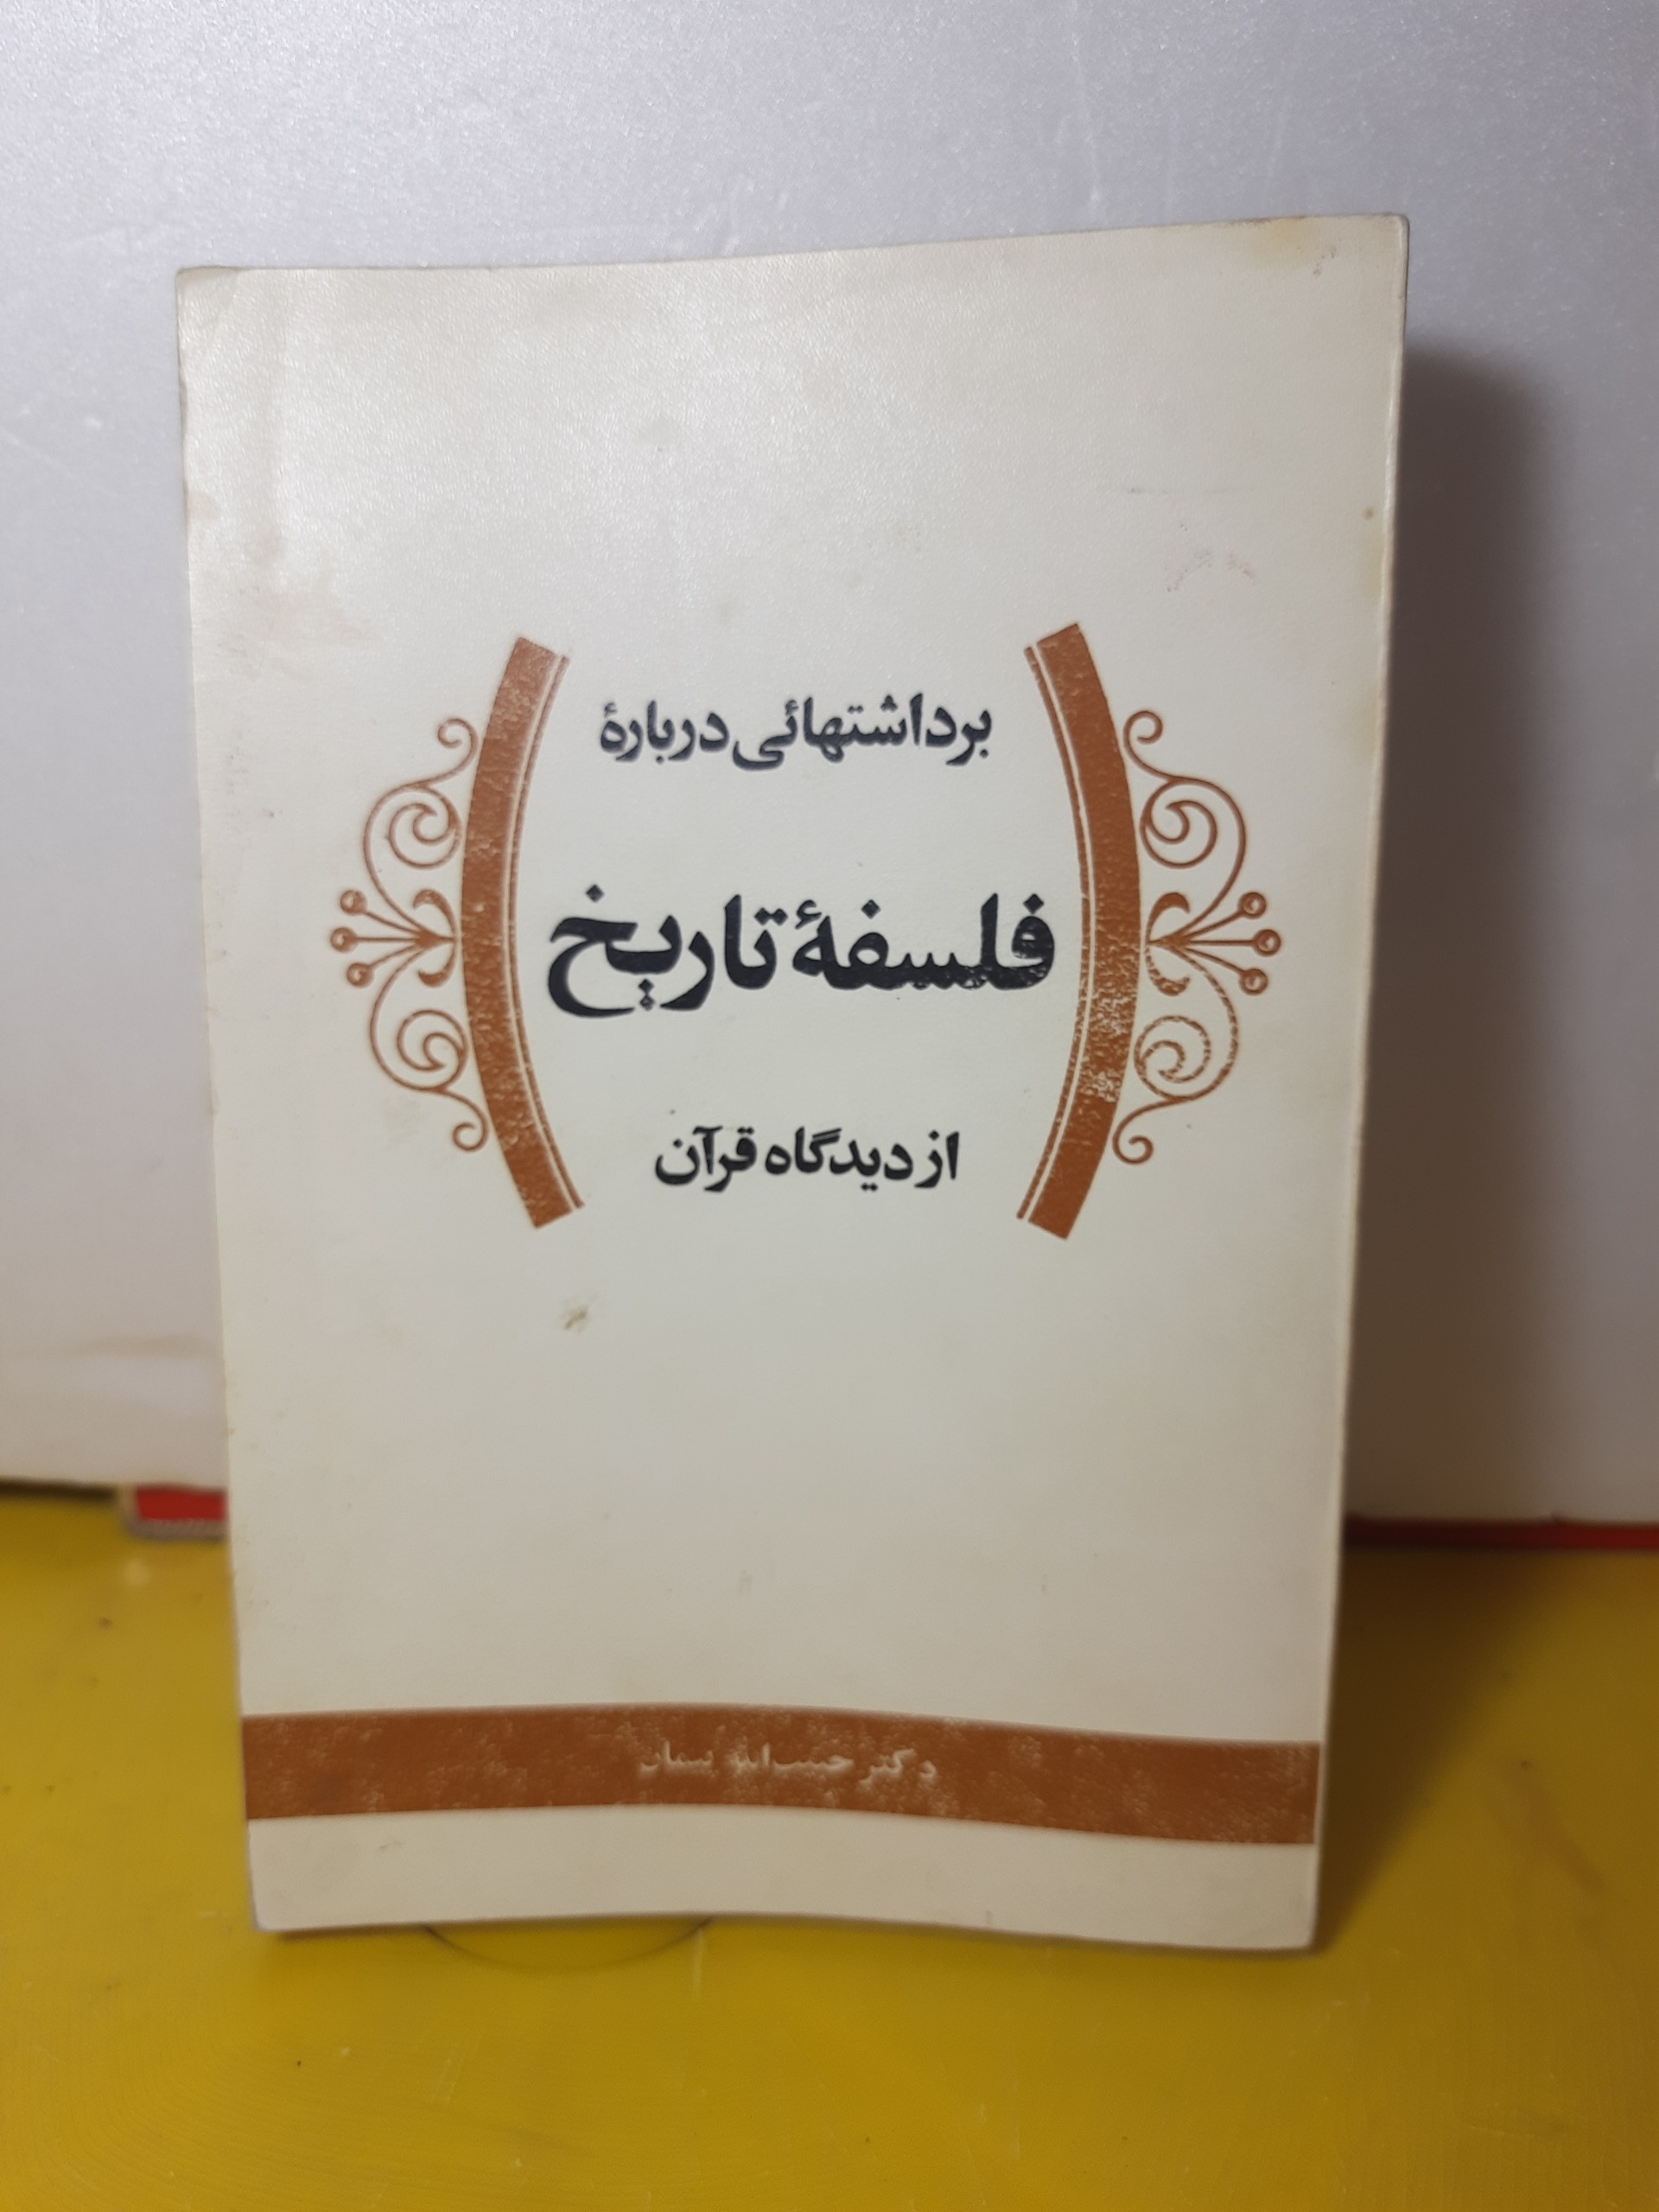 برداشتهائی دربارهٔ
فلسفهٔ تاریخ
از دیدگاه قرآن
دکتر حبیب‌الله پیمان